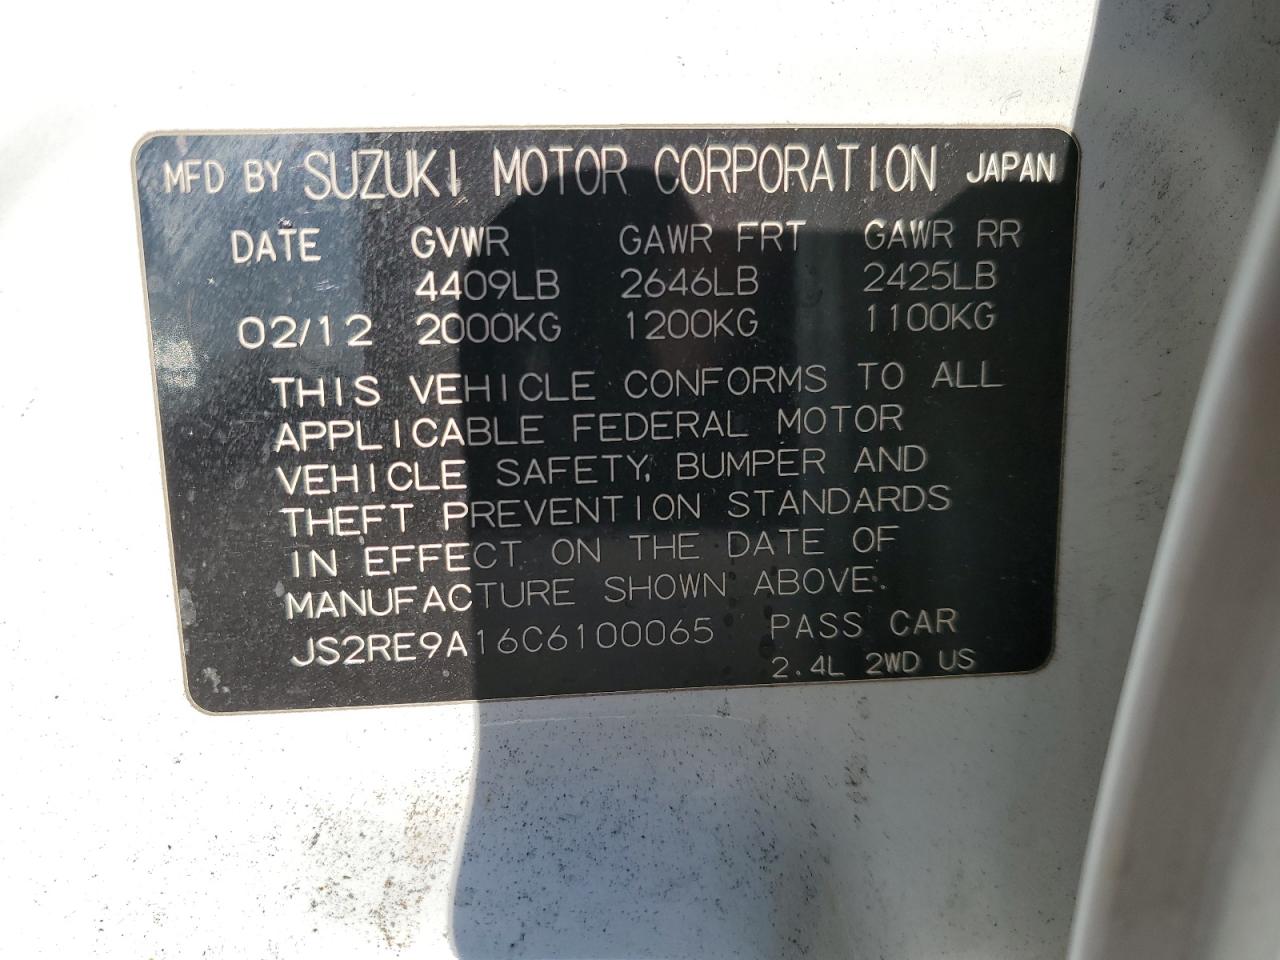 MFD BY SUZUKI MOTOR CORPORATION JAPAN
DATE GVWR GAWR FRT GAWR RR
4409LB 2646LB 2425LB
02/12 2000KG 1200KG 1100KG
THIS VEHICLE CONFORMS TO ALL
APPLICABLE FEDERAL MOTOR
VEHICLE SAFETY, BUMPER AND
THEFT PREVENTION STANDARDS
IN EFFECT ON THE DATE OF
MANUFACTURE SHOWN ABOVE.
JS2RE9A16C6100065 PASS CAR
2.4L 2WD US